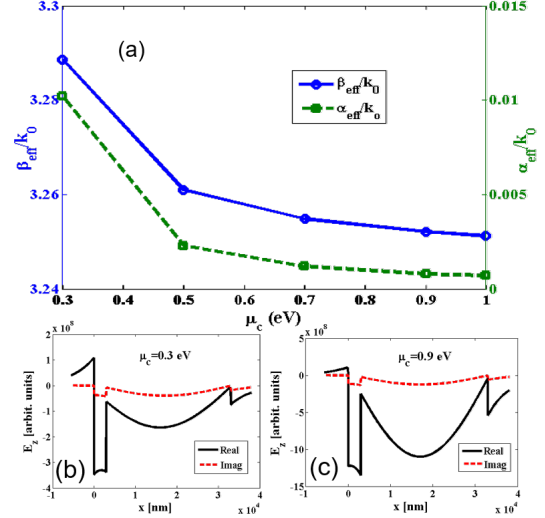 (a)
3.3
3.28
3.26
3.24
β_eff/k_0
0.015
0.01
0.005
0
α_eff/k_0
β_eff/k_0
α_eff/k_o
0.3 0.4 0.5 0.6 0.7 0.8 0.9 1
μ_c (eV)
x 10^8
2
1
0
-1
-2
-3
-4
E_z [arbit. units]
μ_c=0.3 eV
(b)
Real
Imag
-1 0 1 2 3 4
x [nm]
x 10^4
x 10^8
5
0
-5
-10
-15
E_z [arbit. units]
μ_c=0.9 eV
(c)
Real
Imag
-1 0 1 2 3 4
x [nm]
x 10^4